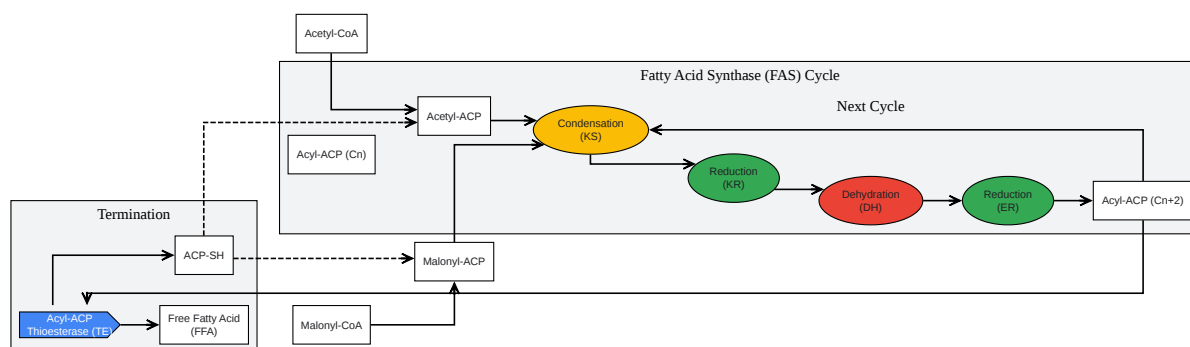 Acetyl-CoA
Fatty Acid Synthase (FAS) Cycle
Next Cycle
Acetyl-ACP
Condensation
(KS)
Acyl-ACP (Cn)
Reduction
(KR)
Dehydration
(DH)
Reduction
(ER)
Acyl-ACP (Cn+2)
Termination
ACP-SH
Malonyl-ACP
Acyl-ACP
Thioesterase (TE)
Free Fatty Acid
(FFA)
Malonyl-CoA